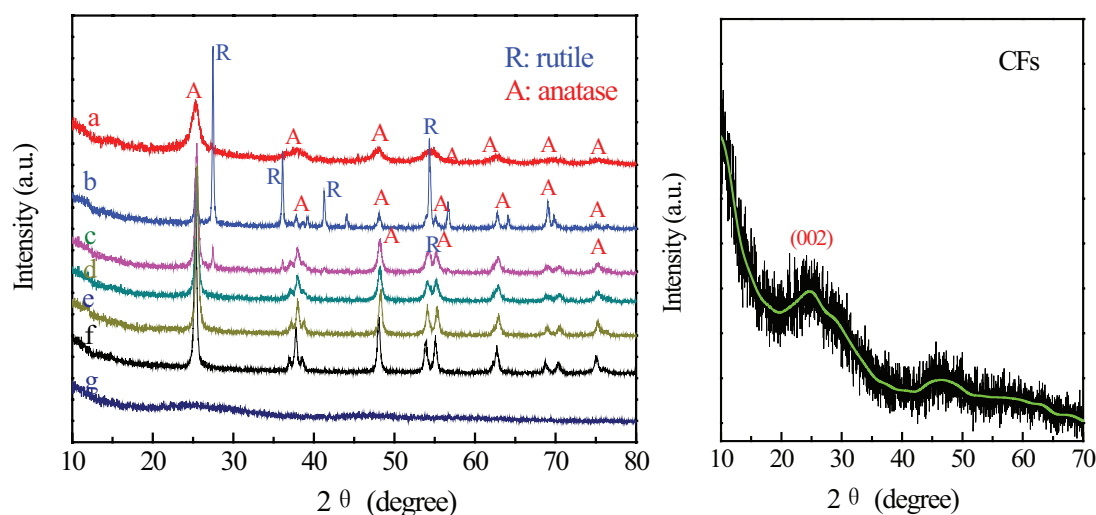 R: rutile
A: anatase
R
A
a
A
A
R
A
A
A
A
b
R
R
A
A
A
A
A
A
c
A
R
A
A
d
e
f
g
Intensity (a.u.)
10 20 30 40 50 60 70 80
2 θ (degree)
CFs
(002)
Intensity (a.u.)
10 20 30 40 50 60 70
2 θ (degree)